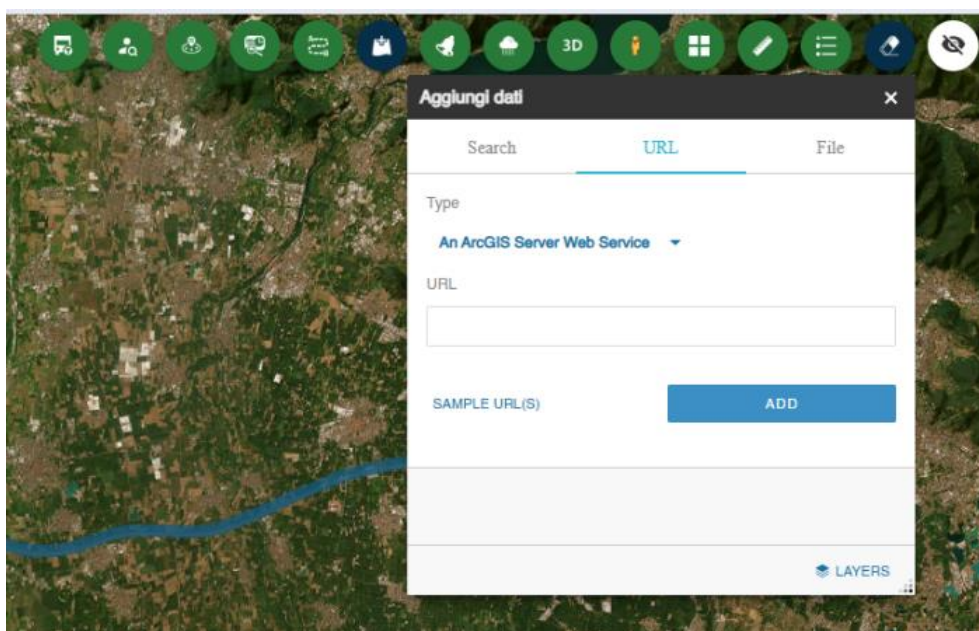 3D
Aggiungi dati
Search URL File
Type
An ArcGIS Server Web Service
URL
SAMPLE URL(S) ADD
LAYERS